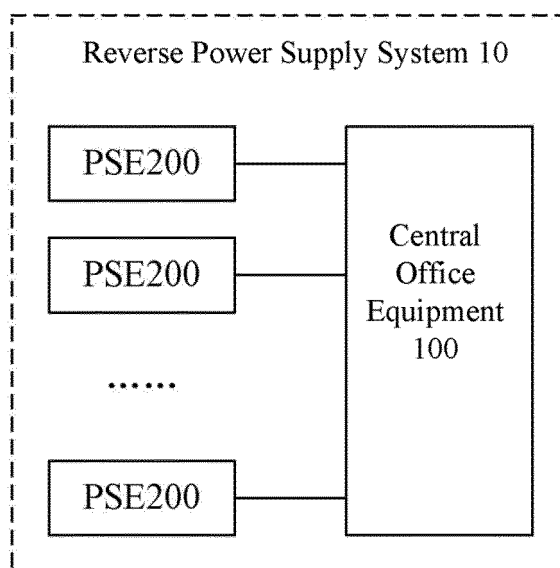 Reverse Power Supply System 10
PSE200
PSE200
……
PSE200
Central
Office
Equipment
100